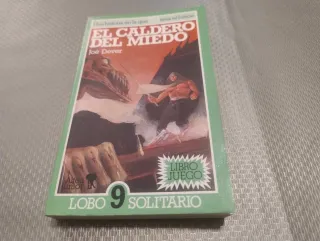 EL CALDERO
DEL MIEDO
Joe Dever
LIBRO
JUEGO
LOBO 9 SOLITARIO